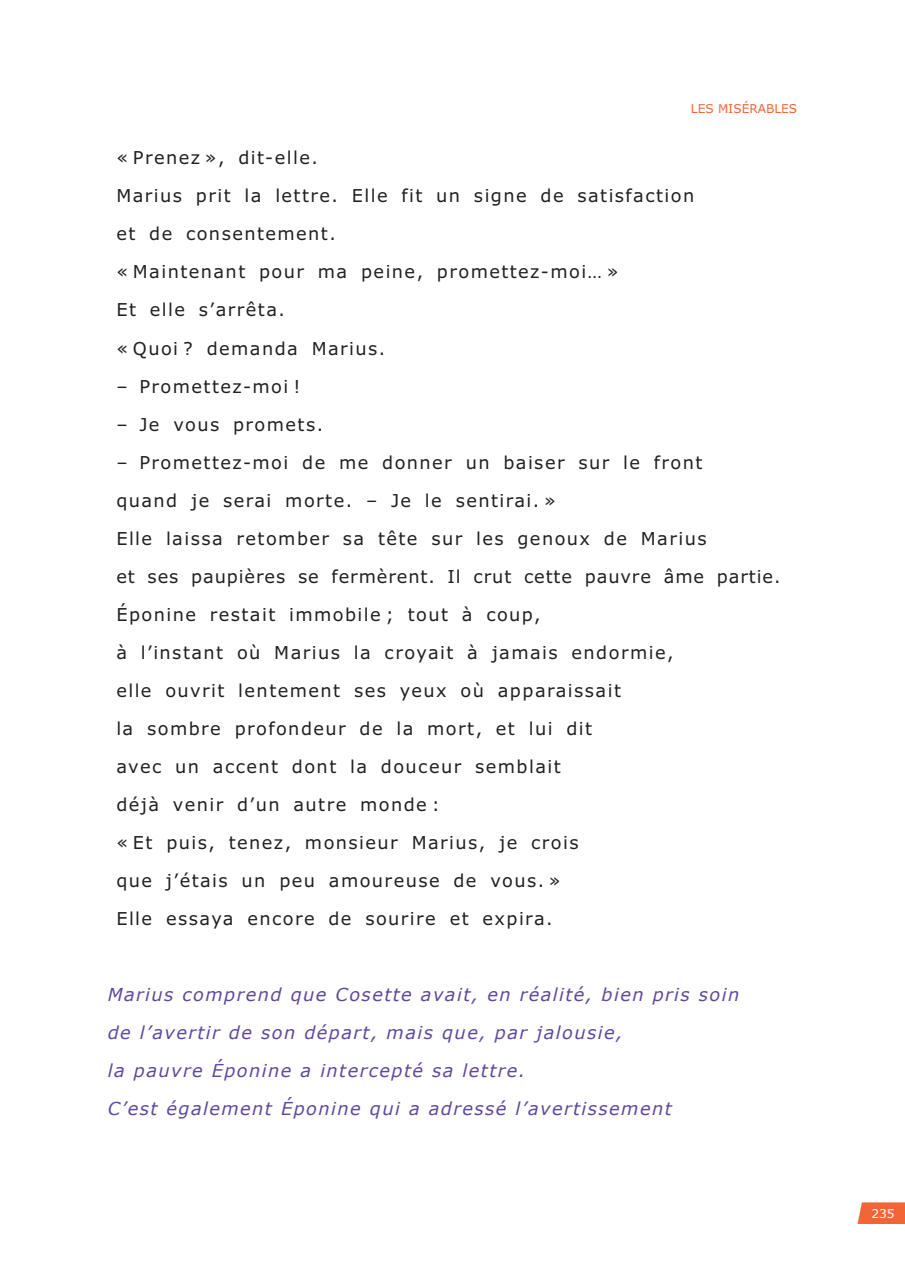 LES MISÉRABLES
« Prenez », dit-elle.
Marius prit la lettre. Elle fit un signe de satisfaction
et de consentement.
« Maintenant pour ma peine, promettez-moi… »
Et elle s’arrêta.
« Quoi ? demanda Marius.
– Promettez-moi !
– Je vous promets.
– Promettez-moi de me donner un baiser sur le front
quand je serai morte. – Je le sentirai. »
Elle laissa retomber sa tête sur les genoux de Marius
et ses paupières se fermèrent. Il crut cette pauvre âme partie.
Éponine restait immobile ; tout à coup,
à l’instant où Marius la croyait à jamais endormie,
elle ouvrit lentement ses yeux où apparaissait
la sombre profondeur de la mort, et lui dit
avec un accent dont la douceur semblait
déjà venir d’un autre monde :
« Et puis, tenez, monsieur Marius, je crois
que j’étais un peu amoureuse de vous. »
Elle essaya encore de sourire et expira.
Marius comprend que Cosette avait, en réalité, bien pris soin
de l’avertir de son départ, mais que, par jalousie,
la pauvre Éponine a intercepté sa lettre.
C’est également Éponine qui a adressé l’avertissement
235